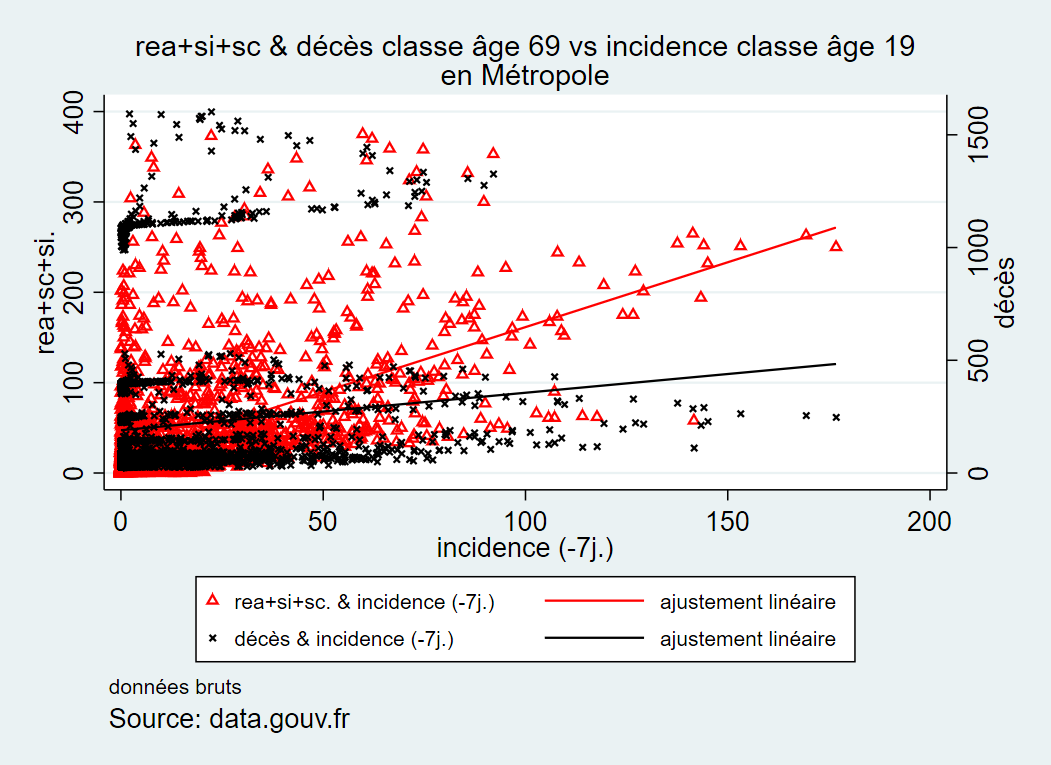 rea+si+sc & décès classe âge 69 vs incidence classe âge 19
en Métropole
rea+sc+si.
400
300
200
100
0
1500
1000
500
0
décès
0 50 100 150 200
incidence (-7j.)
rea+si+sc. & incidence (-7j.) ajustement linéaire
décès & incidence (-7j.) ajustement linéaire
données bruts
Source: data.gouv.fr